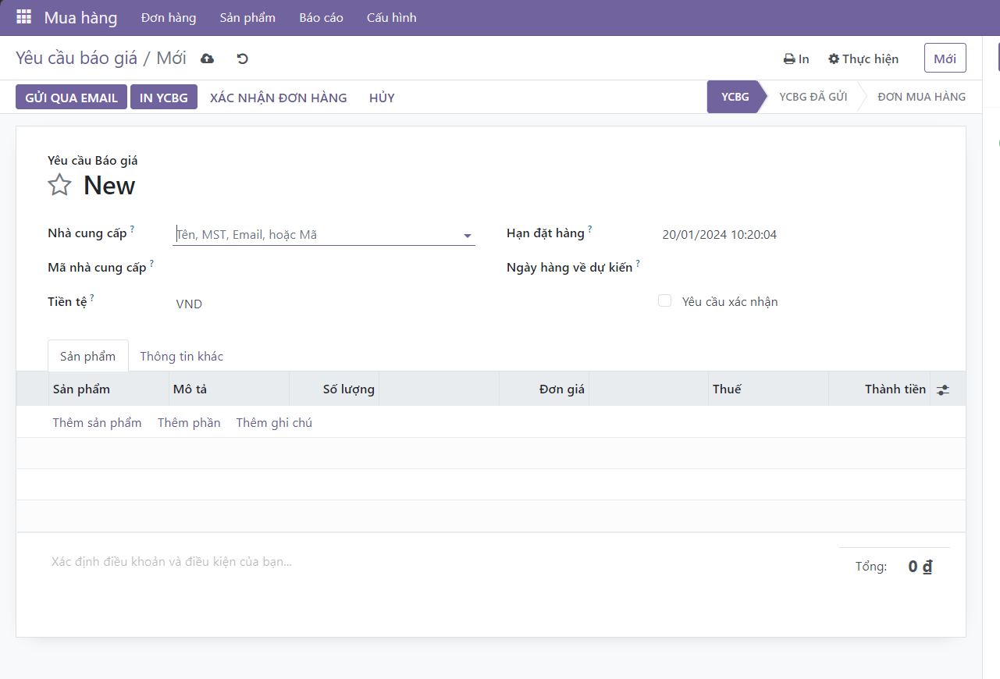 Mua hàng Đơn hàng Sản phẩm Báo cáo Cấu hình
Yêu cầu báo giá / Mới In Thực hiện Mới
GỬI QUA EMAIL IN YCBG XÁC NHẬN ĐƠN HÀNG HỦY YCBG YCBG ĐÃ GỬI ĐƠN MUA HÀNG
Yêu cầu Báo giá
New
Nhà cung cấp ? Tên, MST, Email, hoặc Mã Hạn đặt hàng ? 20/01/2024 10:20:04
Mã nhà cung cấp ? Ngày hàng về dự kiến ?
Tiền tệ ? VND Yêu cầu xác nhận
Sản phẩm Thông tin khác
Sản phẩm Mô tả Số lượng Đơn giá Thuế Thành tiền
Thêm sản phẩm Thêm phần Thêm ghi chú
Xác định điều khoản và điều kiện của bạn...
Tổng: 0 ₫